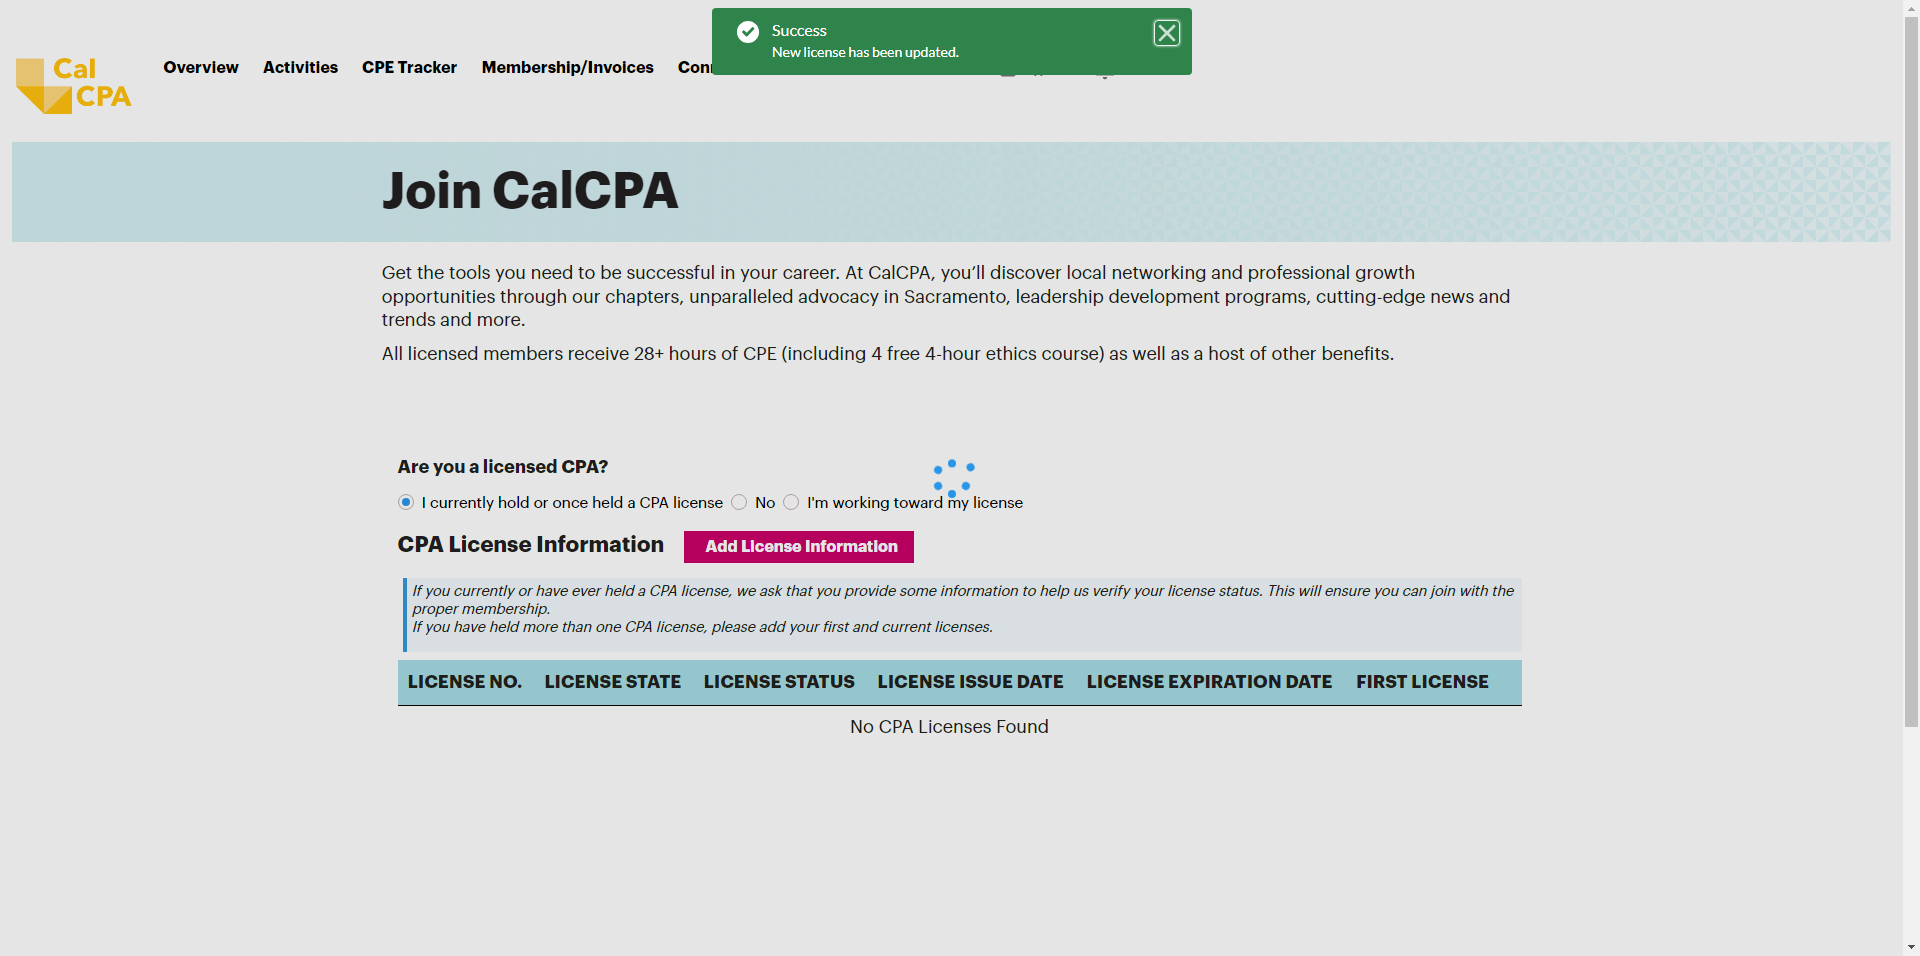 Success
New license has been updated.
Cal
CPA
Overview
Activities
CPE Tracker
Membership/Invoices
Join CalCPA
Get the tools you need to be successful in your career. At CalCPA, you’ll discover local networking and professional growth
opportunities through our chapters, unparalleled advocacy in Sacramento, leadership development programs, cutting-edge news and
trends and more.
All licensed members receive 28+ hours of CPE (including 4 free 4-hour ethics course) as well as a host of other benefits.
Are you a licensed CPA?
I currently hold or once held a CPA license No I'm working toward my license
CPA License Information
Add License Information
If you currently or have ever held a CPA license, we ask that you provide some information to help us verify your license status. This will ensure you can join with the
proper membership.
If you have held more than one CPA license, please add your first and current licenses.
LICENSE NO. LICENSE STATE LICENSE STATUS LICENSE ISSUE DATE LICENSE EXPIRATION DATE FIRST LICENSE
No CPA Licenses Found